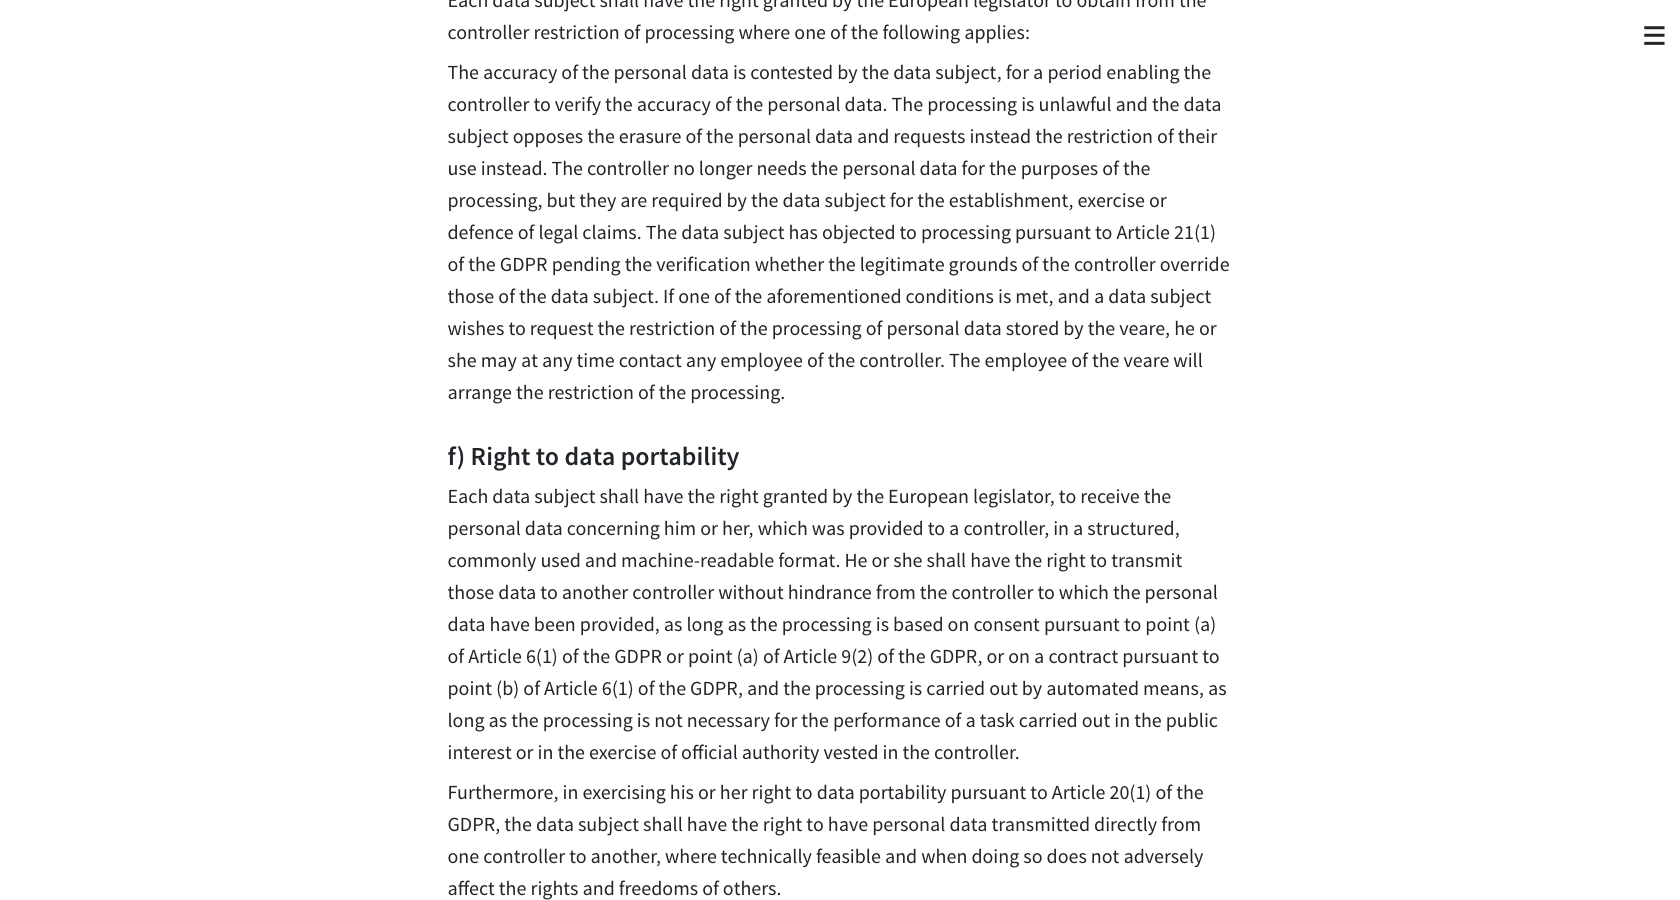 Each data subject shall have the right granted by the European legislator to obtain from the
controller restriction of processing where one of the following applies:
The accuracy of the personal data is contested by the data subject, for a period enabling the
controller to verify the accuracy of the personal data. The processing is unlawful and the data
subject opposes the erasure of the personal data and requests instead the restriction of their
use instead. The controller no longer needs the personal data for the purposes of the
processing, but they are required by the data subject for the establishment, exercise or
defence of legal claims. The data subject has objected to processing pursuant to Article 21(1)
of the GDPR pending the verification whether the legitimate grounds of the controller override
those of the data subject. If one of the aforementioned conditions is met, and a data subject
wishes to request the restriction of the processing of personal data stored by the veare, he or
she may at any time contact any employee of the controller. The employee of the veare will
arrange the restriction of the processing.
f) Right to data portability
Each data subject shall have the right granted by the European legislator, to receive the
personal data concerning him or her, which was provided to a controller, in a structured,
commonly used and machine-readable format. He or she shall have the right to transmit
those data to another controller without hindrance from the controller to which the personal
data have been provided, as long as the processing is based on consent pursuant to point (a)
of Article 6(1) of the GDPR or point (a) of Article 9(2) of the GDPR, or on a contract pursuant to
point (b) of Article 6(1) of the GDPR, and the processing is carried out by automated means, as
long as the processing is not necessary for the performance of a task carried out in the public
interest or in the exercise of official authority vested in the controller.
Furthermore, in exercising his or her right to data portability pursuant to Article 20(1) of the
GDPR, the data subject shall have the right to have personal data transmitted directly from
one controller to another, where technically feasible and when doing so does not adversely
affect the rights and freedoms of others.